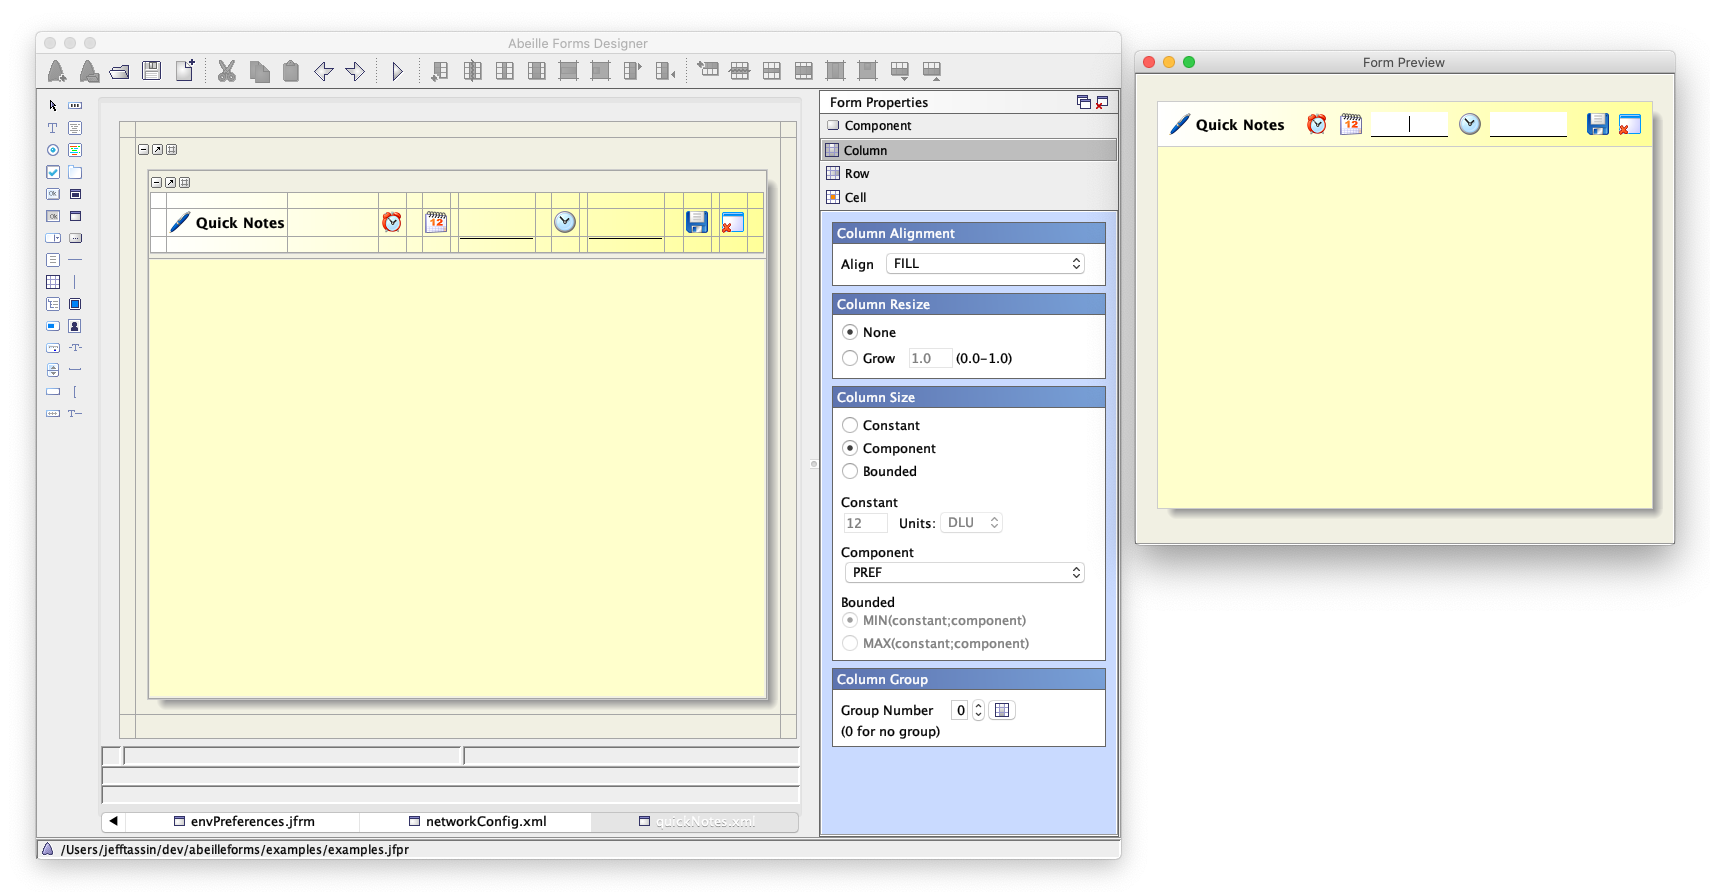 Abeille Forms Designer
Form Properties
Component
Column
Row
Cell
Quick Notes
12
Column Alignment
Align FILL
Column Resize
None
Grow 1.0 (0.0-1.0)
Column Size
Constant
Component
Bounded
Constant
12 Units: DLU
Component
PREF
Bounded
MIN(constant;component)
MAX(constant;component)
Column Group
Group Number 0
(0 for no group)
envPreferences.jfrm
networkConfig.xml
quickNotes.xml
/Users/jefftassin/dev/abeilleforms/examples/examples.jfpr
Form Preview
Quick Notes
12